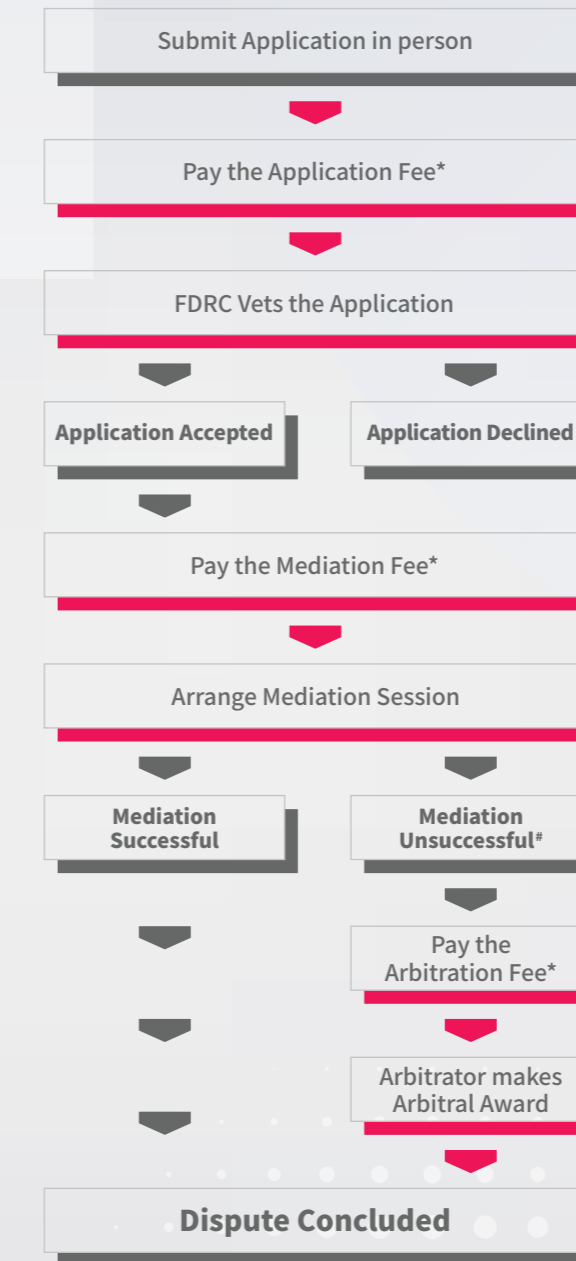 Submit Application in person
Pay the Application Fee*
FDRC Vets the Application
Application Accepted
Application Declined
Pay the Mediation Fee*
Arrange Mediation Session
Mediation
Successful
Mediation
Unsuccessful#
Pay the
Arbitration Fee*
Arbitrator makes
Arbitral Award
Dispute Concluded